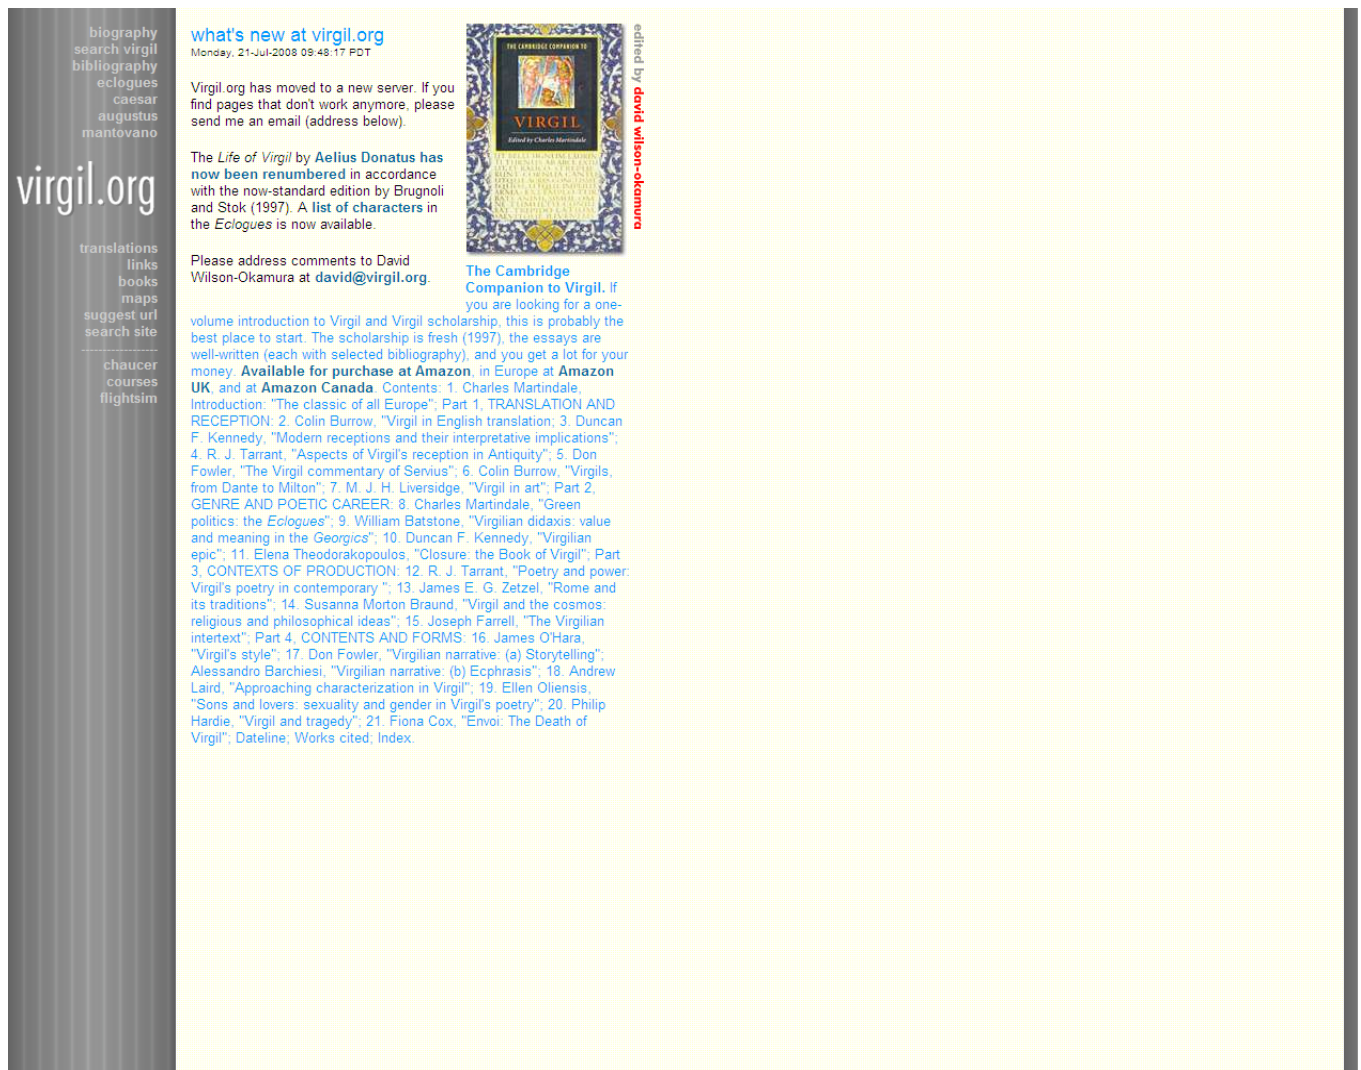 biography
search virgil
bibliography
eclogues
caesar
augustus
mantovano
virgil.org
translations
links
books
maps
suggest url
search site
------------------
chaucer
courses
flightsim
what's new at virgil.org
Monday, 21-Jul-2008 09:48:17 PDT
Virgil.org has moved to a new server. If you
find pages that don't work anymore, please
send me an email (address below).
The Life of Virgil by Aelius Donatus has
now been renumbered in accordance
with the now-standard edition by Brugnoli
and Stok (1997). A list of characters in
the Eclogues is now available.
Please address comments to David
Wilson-Okamura at david@virgil.org.
THE CAMBRIDGE COMPANION TO
VIRGIL
Edited by Charles Martindale
edited by david wilson-okamura
The Cambridge
Companion to Virgil. If
you are looking for a one-
volume introduction to Virgil and Virgil scholarship, this is probably the
best place to start. The scholarship is fresh (1997), the essays are
well-written (each with selected bibliography), and you get a lot for your
money. Available for purchase at Amazon, in Europe at Amazon
UK, and at Amazon Canada. Contents: 1. Charles Martindale,
Introduction: "The classic of all Europe"; Part 1, TRANSLATION AND
RECEPTION: 2. Colin Burrow, "Virgil in English translation; 3. Duncan
F. Kennedy, "Modern receptions and their interpretative implications";
4. R. J. Tarrant, "Aspects of Virgil's reception in Antiquity"; 5. Don
Fowler, "The Virgil commentary of Servius"; 6. Colin Burrow, "Virgils,
from Dante to Milton"; 7. M. J. H. Liversidge, "Virgil in art"; Part 2,
GENRE AND POETIC CAREER: 8. Charles Martindale, "Green
politics: the Eclogues"; 9. William Batstone, "Virgilian didaxis: value
and meaning in the Georgics"; 10. Duncan F. Kennedy, "Virgilian
epic"; 11. Elena Theodorakopoulos, "Closure: the Book of Virgil"; Part
3, CONTEXTS OF PRODUCTION: 12. R. J. Tarrant, "Poetry and power:
Virgil's poetry in contemporary "; 13. James E. G. Zetzel, "Rome and
its traditions"; 14. Susanna Morton Braund, "Virgil and the cosmos:
religious and philosophical ideas"; 15. Joseph Farrell, "The Virgilian
intertext"; Part 4, CONTENTS AND FORMS: 16. James O'Hara,
"Virgil's style"; 17. Don Fowler, "Virgilian narrative: (a) Storytelling";
Alessandro Barchiesi, "Virgilian narrative: (b) Ecphrasis"; 18. Andrew
Laird, "Approaching characterization in Virgil"; 19. Ellen Oliensis,
"Sons and lovers: sexuality and gender in Virgil's poetry"; 20. Philip
Hardie, "Virgil and tragedy"; 21. Fiona Cox, "Envoi: The Death of
Virgil"; Dateline; Works cited; Index.